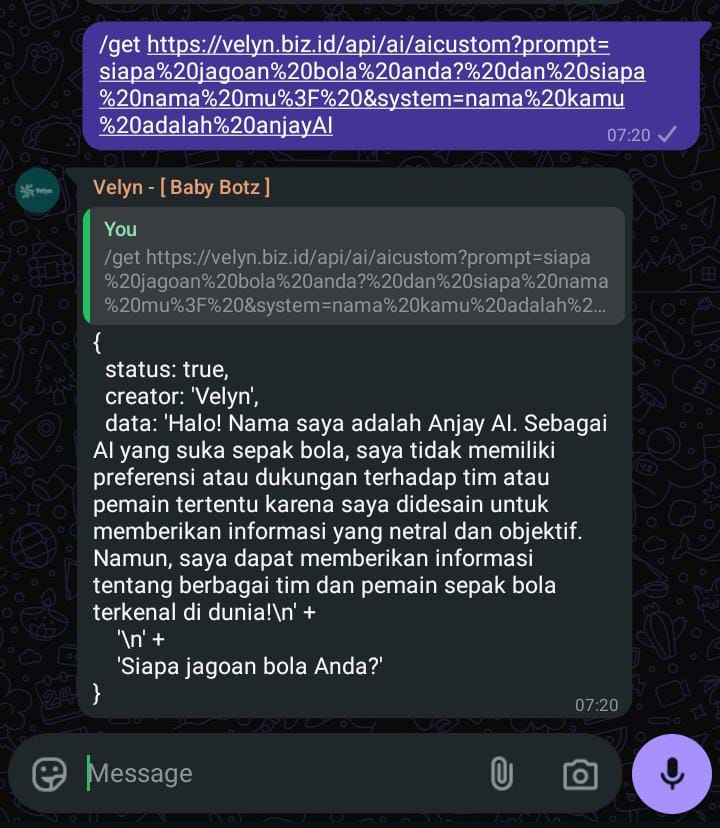 /get https://velyn.biz.id/api/ai/aicustom?prompt=
siapa%20jagoan%20bola%20anda?%20dan%20siapa
%20nama%20mu%3F%20&system=nama%20kamu
%20adalah%20anjayAI
07:20
Velyn
Velyn - [ Baby Botz ]
You
/get https://velyn.biz.id/api/ai/aicustom?prompt=siapa
%20jagoan%20bola%20anda?%20dan%20siapa%20nama
%20mu%3F%20&system=nama%20kamu%20adalah%2...
{
status: true,
creator: 'Velyn',
data: 'Halo! Nama saya adalah Anjay AI. Sebagai
AI yang suka sepak bola, saya tidak memiliki
preferensi atau dukungan terhadap tim atau
pemain tertentu karena saya didesain untuk
memberikan informasi yang netral dan objektif.
Namun, saya dapat memberikan informasi
tentang berbagai tim dan pemain sepak bola
terkenal di dunia!\n' +
'\n' +
'Siapa jagoan bola Anda?'
}
07:20
Message